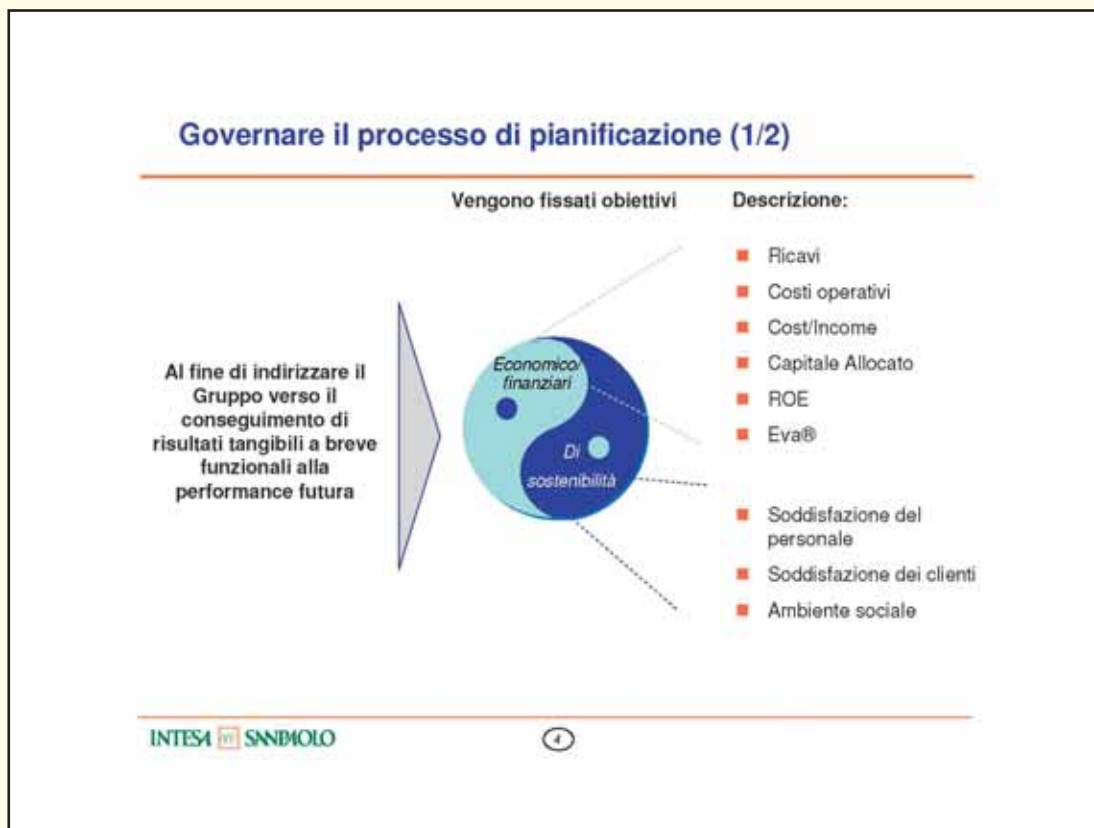 Governare il processo di pianificazione (1/2)
Vengono fissati obiettivi
Descrizione:
Al fine di indirizzare il
Gruppo verso il
conseguimento di
risultati tangibili a breve
funzionali alla
performance futura
Economico/
finanziari
Di
sostenibilità
Ricavi
Costi operativi
Cost/Income
Capitale Allocato
ROE
Eva®
Soddisfazione del
personale
Soddisfazione dei clienti
Ambiente sociale
INTESA SANPAOLO
4